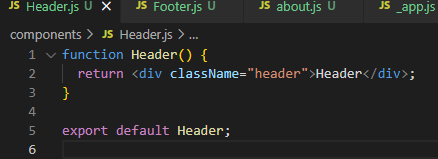 JS Header.js U X JS Footer.js U JS about.js U JS _app.js
components > JS Header.js > ...
1 function Header() {
2 return <div className="header">Header</div>;
3 }
4
5 export default Header;
6